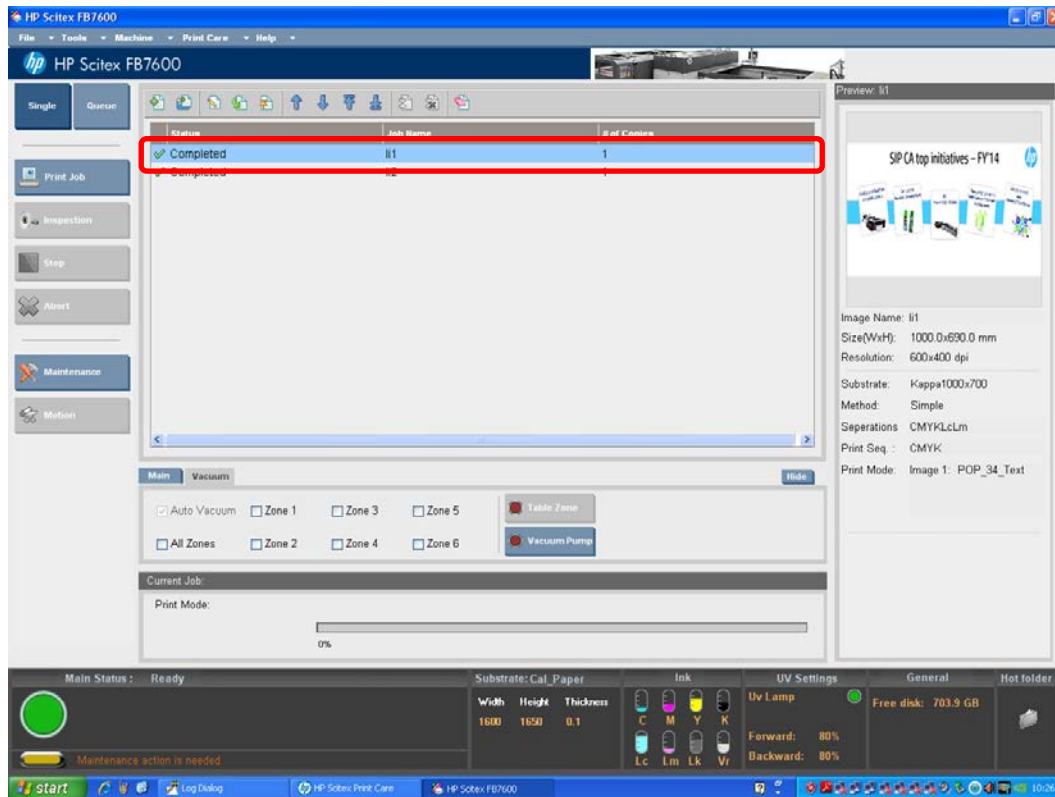 HP Scitex FB7600
File Tools Machine Print Care Help
hp HP Scitex FB7600
Single Queue
Print Job
Inspection
Step
Abort
Maintenance
Motion
Status Job Name # of Copies
Completed li1 1
Completed li2 1
Main Vacuum Hide
Auto Vacuum Zone 1 Zone 3 Zone 5 Table Zone
All Zones Zone 2 Zone 4 Zone 6 Vacuum Pump
Current Job:
Print Mode:
0%
Preview: li1
SIP CA top initiatives – FY'14
Image Name: li1
Size(WxH): 1000.0x690.0 mm
Resolution: 600x400 dpi
Substrate: Kappa1000x700
Method: Simple
Seperations CMYKLcLm
Print Seq. : CMYK
Print Mode: Image 1: POP_34_Text
Main Status : Ready
Maintenance action is needed
Substrate: Cal_Paper
Width Height Thickness
1600 1650 0.1
Ink
C M Y K
Lc Lm Lk Vr
UV Settings
Uv Lamp
Forward: 80%
Backward: 80%
General
Free disk: 703.9 GB
Hot folder
start Log Dialog HP Scitex Print Care HP Scitex FB7600 10:26